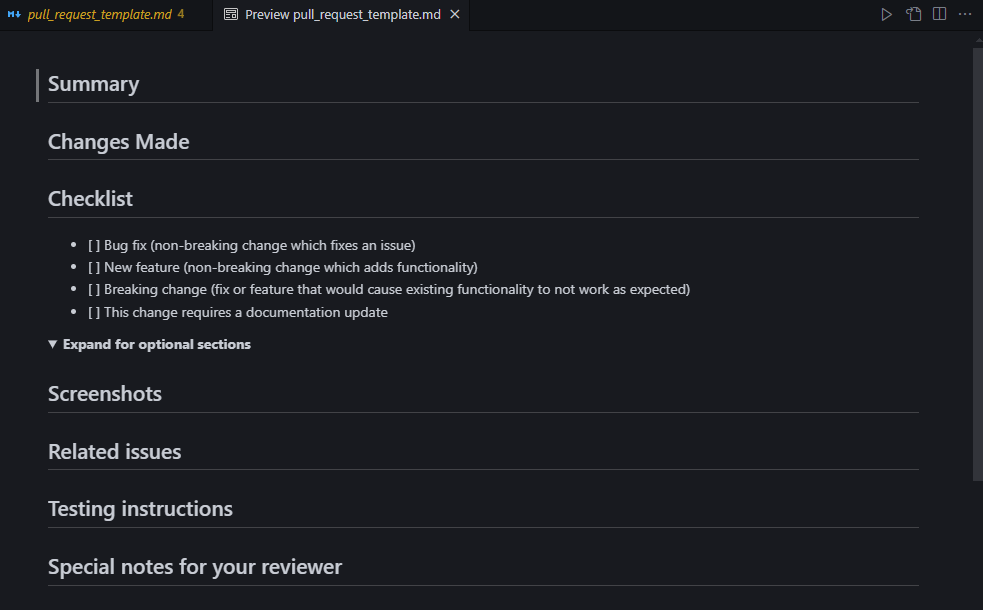 pull_request_template.md 4
Preview pull_request_template.md
Summary
Changes Made
Checklist
[ ] Bug fix (non-breaking change which fixes an issue)
[ ] New feature (non-breaking change which adds functionality)
[ ] Breaking change (fix or feature that would cause existing functionality to not work as expected)
[ ] This change requires a documentation update
Expand for optional sections
Screenshots
Related issues
Testing instructions
Special notes for your reviewer